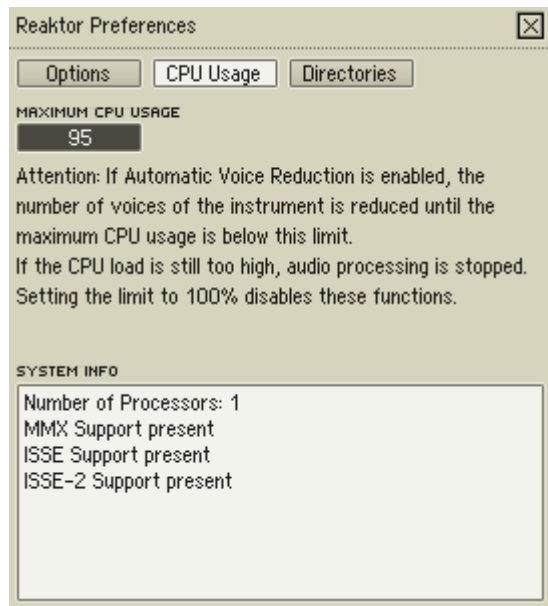 Reaktor Preferences
Options CPU Usage Directories
MAXIMUM CPU USAGE
95
Attention: If Automatic Voice Reduction is enabled, the
number of voices of the instrument is reduced until the
maximum CPU usage is below this limit.
If the CPU load is still too high, audio processing is stopped.
Setting the limit to 100% disables these functions.
SYSTEM INFO
Number of Processors: 1
MMX Support present
ISSE Support present
ISSE-2 Support present